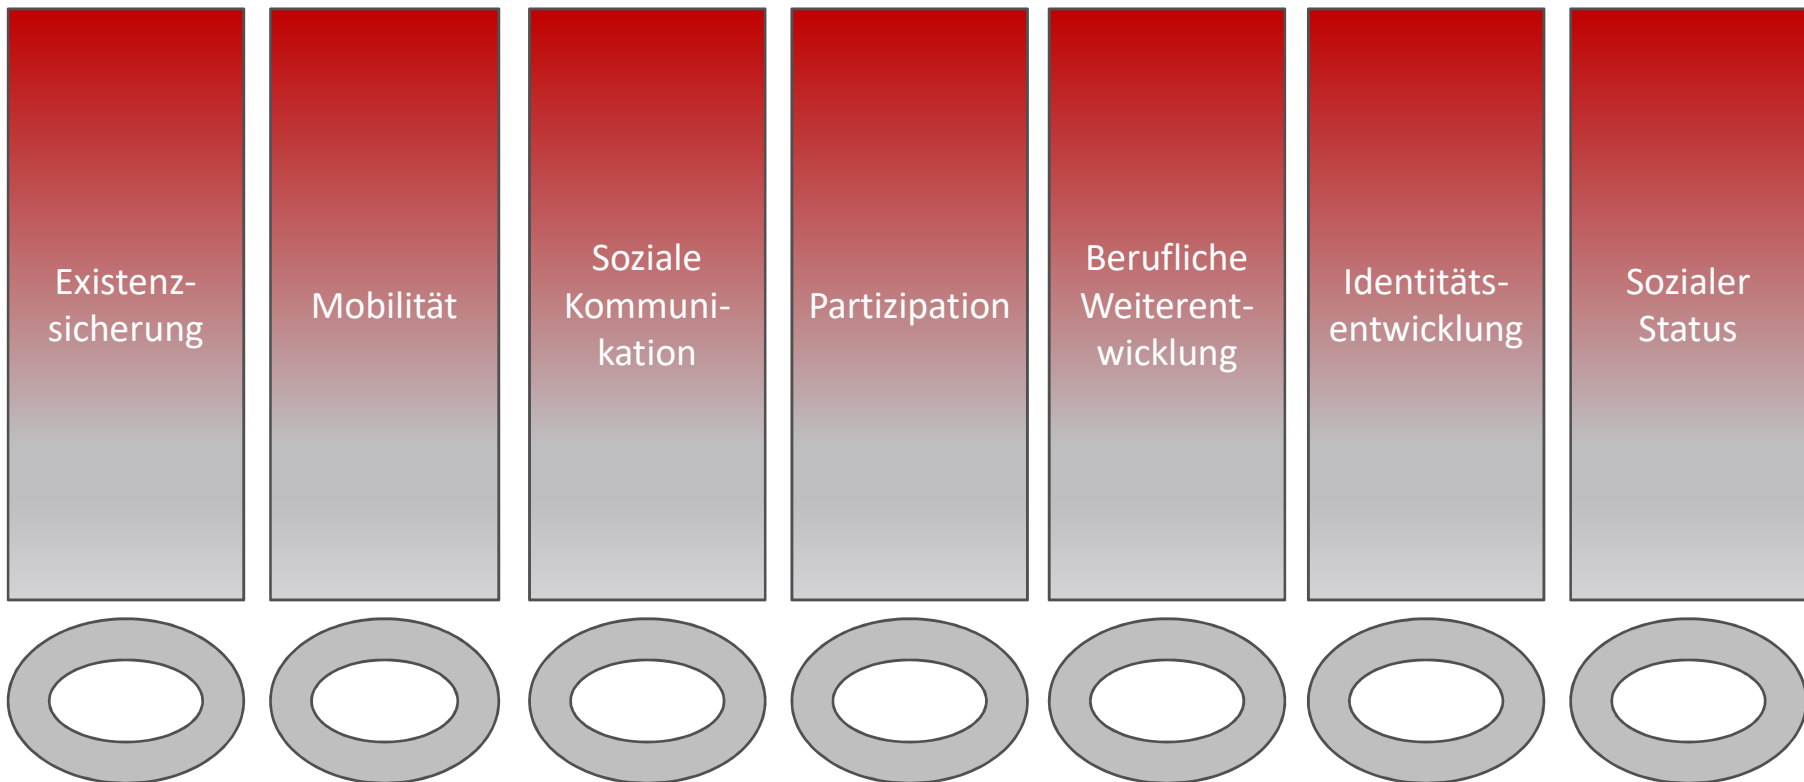 Existenz-
sicherung
Mobilität
Soziale
Kommuni-
kation
Partizipation
Berufliche
Weiterent-
wicklung
Identitäts-
entwicklung
Sozialer
Status